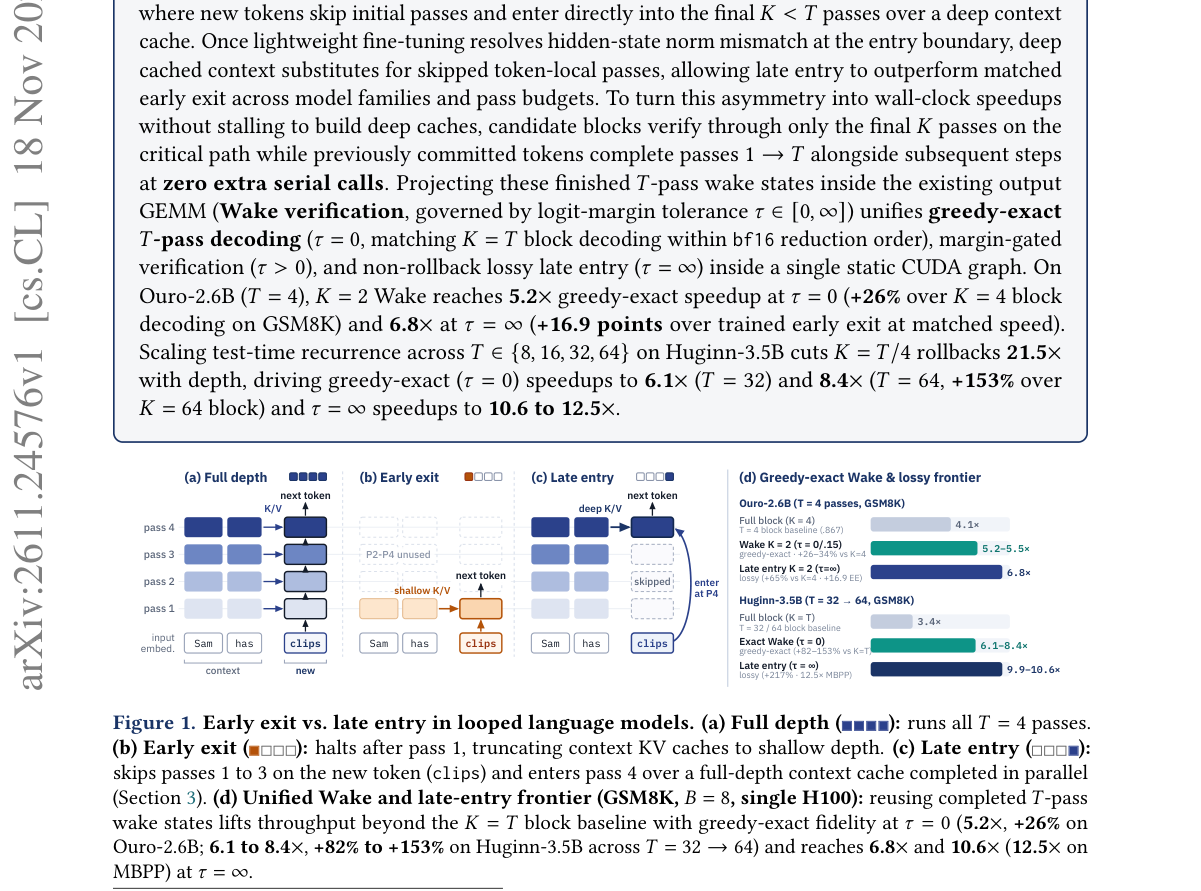 arXiv:2611.24576v1 [cs.CL] 18 Nov 20
where new tokens skip initial passes and enter directly into the final K < T passes over a deep context
cache. Once lightweight fine-tuning resolves hidden-state norm mismatch at the entry boundary, deep
cached context substitutes for skipped token-local passes, allowing late entry to outperform matched
early exit across model families and pass budgets. To turn this asymmetry into wall-clock speedups
without stalling to build deep caches, candidate blocks verify through only the final K passes on the
critical path while previously committed tokens complete passes 1 → T alongside subsequent steps
at zero extra serial calls. Projecting these finished T-pass wake states inside the existing output
GEMM (Wake verification, governed by logit-margin tolerance τ ∈ [0, ∞]) unifies greedy-exact
T-pass decoding (τ = 0, matching K = T block decoding within bf16 reduction order), margin-gated
verification (τ > 0), and non-rollback lossy late entry (τ = ∞) inside a single static CUDA graph. On
Ouro-2.6B (T = 4), K = 2 Wake reaches 5.2× greedy-exact speedup at τ = 0 (+26% over K = 4 block
decoding on GSM8K) and 6.8× at τ = ∞ (+16.9 points over trained early exit at matched speed).
Scaling test-time recurrence across T ∈ {8, 16, 32, 64} on Huginn-3.5B cuts K = T/4 rollbacks 21.5×
with depth, driving greedy-exact (τ = 0) speedups to 6.1× (T = 32) and 8.4× (T = 64, +153% over
K = 64 block) and τ = ∞ speedups to 10.6 to 12.5×.
(a) Full depth
next token
K/V
pass 4
pass 3
pass 2
pass 1
input
embed.
Sam has clips
context new
(b) Early exit
P2-P4 unused
next token
shallow K/V
Sam has clips
(c) Late entry
next token
deep K/V
skipped
enter
at P4
Sam has clips
(d) Greedy-exact Wake & lossy frontier
Ouro-2.6B (T = 4 passes, GSM8K)
Full block (K = 4) 4.1×
T = 4 block baseline (.867)
Wake K = 2 (τ = 0/.15) 5.2–5.5×
greedy-exact · +26–34% vs K=4
Late entry K = 2 (τ=∞) 6.8×
lossy (+65% vs K=4 · +16.9 EE)
Huginn-3.5B (T = 32 → 64, GSM8K)
Full block (K = T) 3.4×
T = 32 / 64 block baseline
Exact Wake (τ = 0) 6.1–8.4×
greedy-exact (+82–153% vs K=T)
Late entry (τ = ∞) 9.9–10.6×
lossy (+217% · 12.5× MBPP)
Figure 1. Early exit vs. late entry in looped language models. (a) Full depth (■■■■): runs all T = 4 passes.
(b) Early exit (■□□□): halts after pass 1, truncating context KV caches to shallow depth. (c) Late entry (□□□■):
skips passes 1 to 3 on the new token (clips) and enters pass 4 over a full-depth context cache completed in parallel
(Section 3). (d) Unified Wake and late-entry frontier (GSM8K, B = 8, single H100): reusing completed T-pass
wake states lifts throughput beyond the K = T block baseline with greedy-exact fidelity at τ = 0 (5.2×, +26% on
Ouro-2.6B; 6.1 to 8.4×, +82% to +153% on Huginn-3.5B across T = 32 → 64) and reaches 6.8× and 10.6× (12.5× on
MBPP) at τ = ∞.